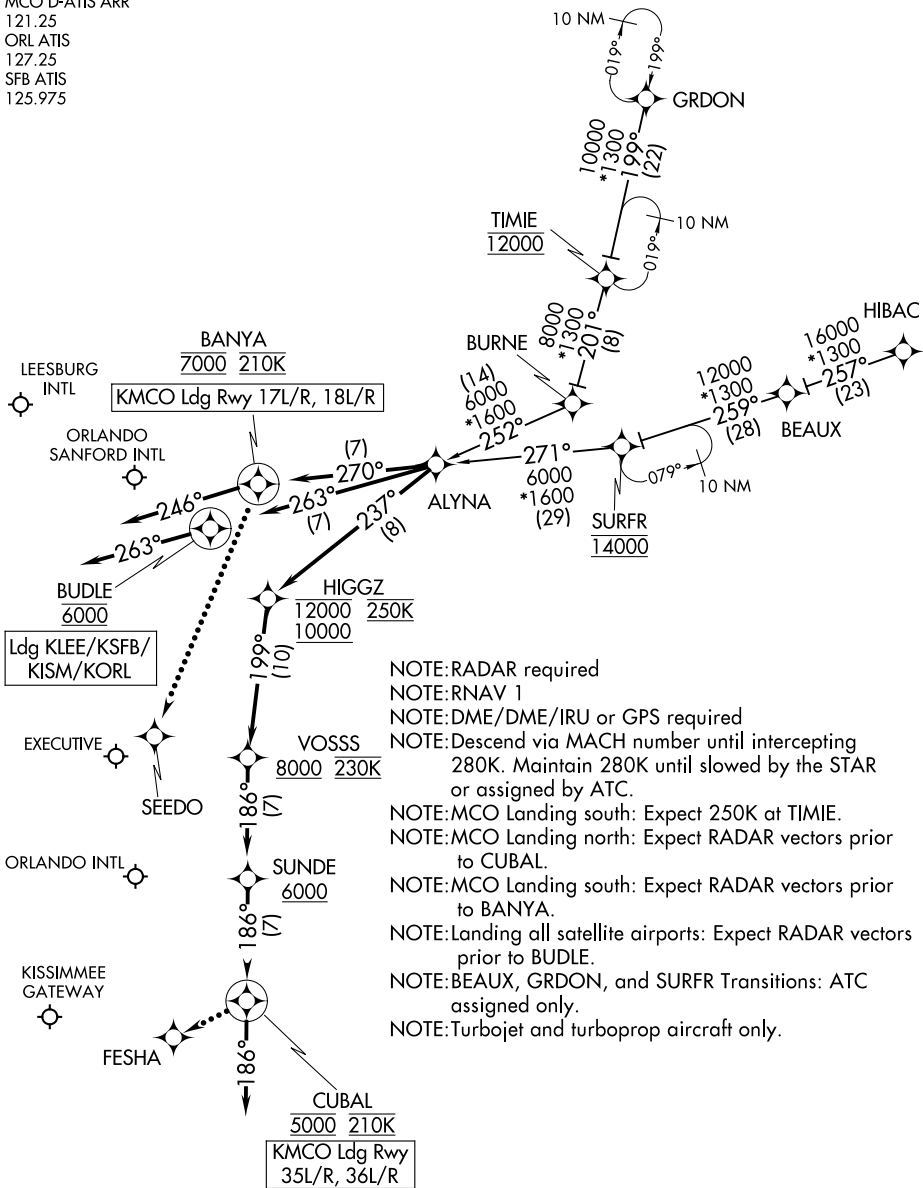 MCO D-ATIS ARR
121.25
ORL ATIS
127.25
SFB ATIS
125.975
10 NM
019°
199°
GRDON
10000
*1300
199°
(22)
TIMIE
12000
10 NM
019°
8000
*1300
201°
(8)
BURNE
HIBAC
16000
*1300
257°
(23)
BEAUX
12000
*1300
259°
(28)
079°
10 NM
SURFR
14000
271°
6000
*1600
(29)
(14)
6000
*1600
252°
ALYNA
BANYA
7000 210K
KMCO Ldg Rwy 17L/R, 18L/R
LEESBURG
INTL
ORLANDO
SANFORD INTL
(7)
270°
263°
(7)
237°
(8)
246°
263°
BUDLE
6000
Ldg KLEE/KSFB/
KISM/KORL
HIGGZ
12000 250K
10000
199°
(10)
EXECUTIVE
SEEDO
VOSSS
8000 230K
186°
(7)
ORLANDO INTL
SUNDE
6000
186°
(7)
KISSIMMEE
GATEWAY
FESHA
186°
CUBAL
5000 210K
KMCO Ldg Rwy
35L/R, 36L/R
NOTE: RADAR required
NOTE: RNAV 1
NOTE: DME/DME/IRU or GPS required
NOTE: Descend via MACH number until intercepting
280K. Maintain 280K until slowed by the STAR
or assigned by ATC.
NOTE: MCO Landing south: Expect 250K at TIMIE.
NOTE: MCO Landing north: Expect RADAR vectors prior
to CUBAL.
NOTE: MCO Landing south: Expect RADAR vectors prior
to BANYA.
NOTE: Landing all satellite airports: Expect RADAR vectors
prior to BUDLE.
NOTE: BEAUX, GRDON, and SURFR Transitions: ATC
assigned only.
NOTE: Turbojet and turboprop aircraft only.